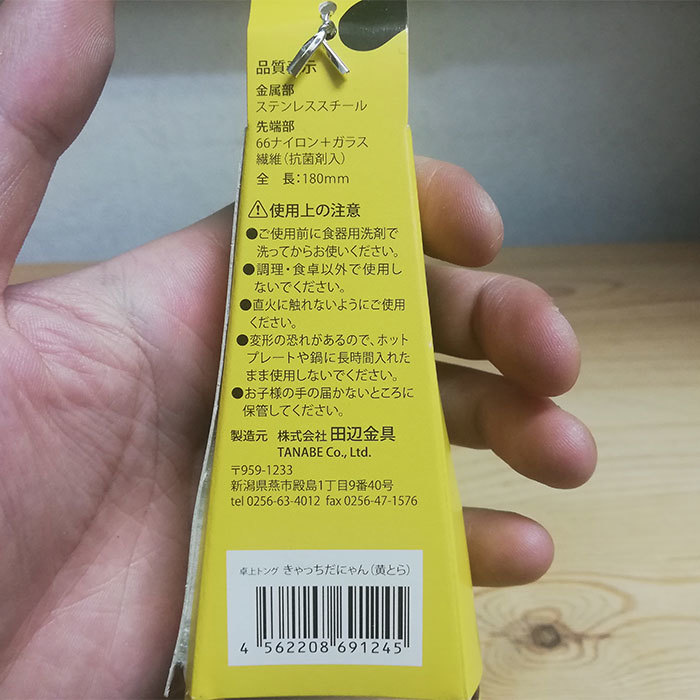 品質表示
金属部
ステンレススチール
先端部
66ナイロン＋ガラス
繊維（抗菌剤入）
全　長：180mm
⚠使用上の注意
●ご使用前に食器用洗剤で
洗ってからお使いください。
●調理・食卓以外で使用し
ないでください。
●直火に触れないようにご使用
ください。
●変形の恐れがあるので、ホット
プレートや鍋に長時間入れた
まま使用しないでください。
●お子様の手の届かないところに
保管してください。
製造元　株式会社 田辺金具
TANABE Co., Ltd.
〒959-1233
新潟県燕市殿島1丁目9番40号
tel 0256-63-4012 fax 0256-47-1576
卓上トング きゃっちだにゃん（黄とら）
4 562208 691245